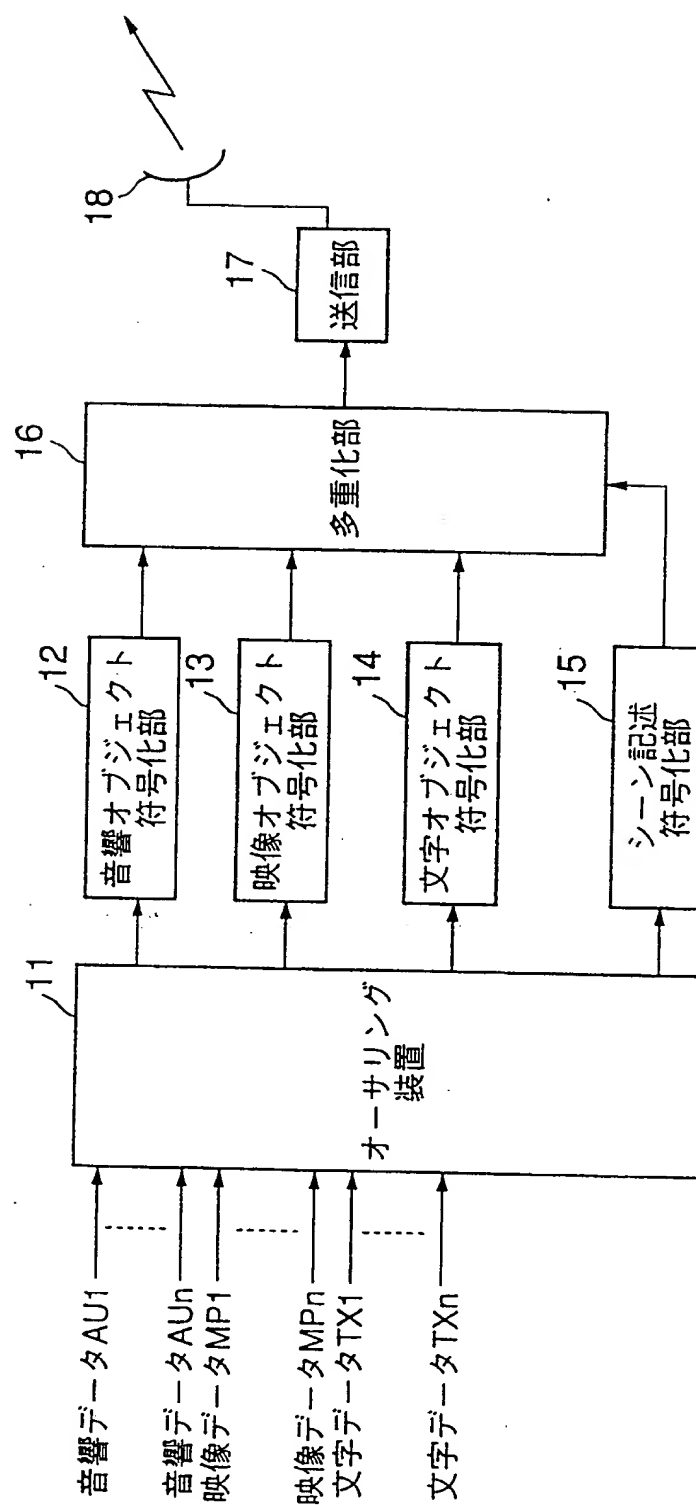 音響データAU1
音響データAUn
映像データMP1
映像データMPn
文字データTX1
文字データTXn
11
オーサリング
装置
12
音響オブジェクト
符号化部
13
映像オブジェクト
符号化部
14
文字オブジェクト
符号化部
15
シーン記述
符号化部
16
多重化部
17
送信部
18